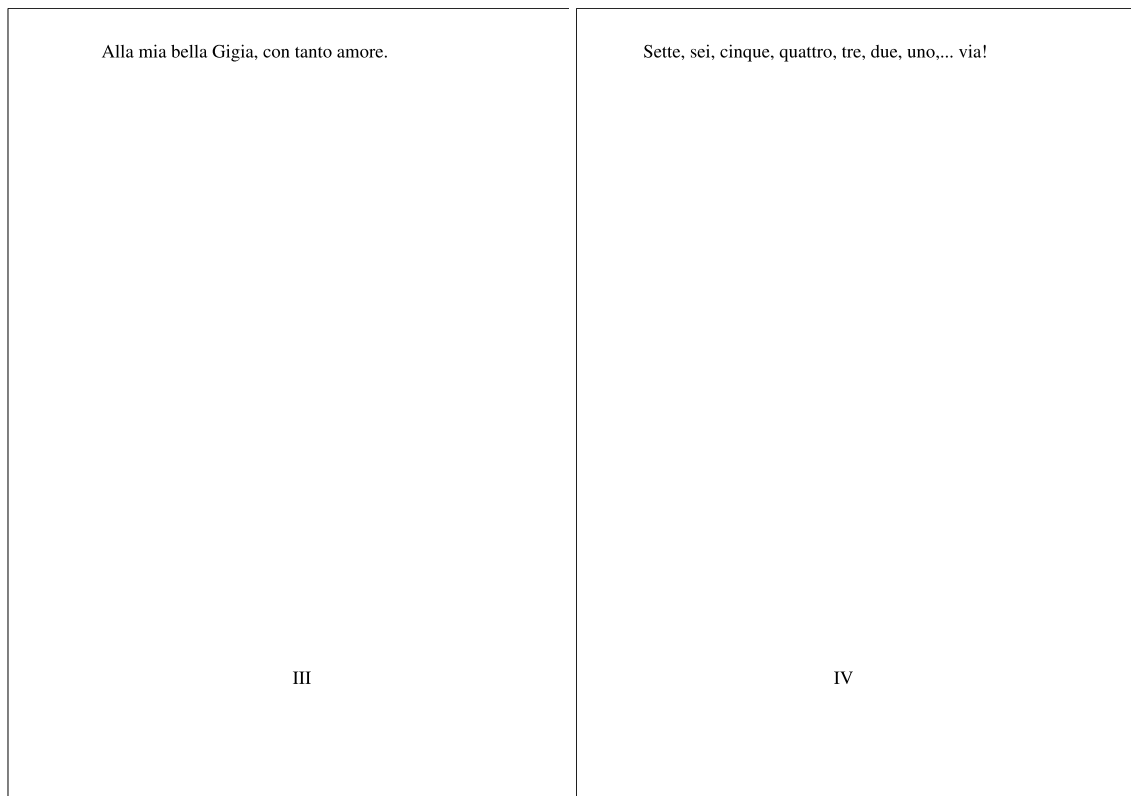 Alla mia bella Gigia, con tanto amore.
III
Sette, sei, cinque, quattro, tre, due, uno,... via!
IV